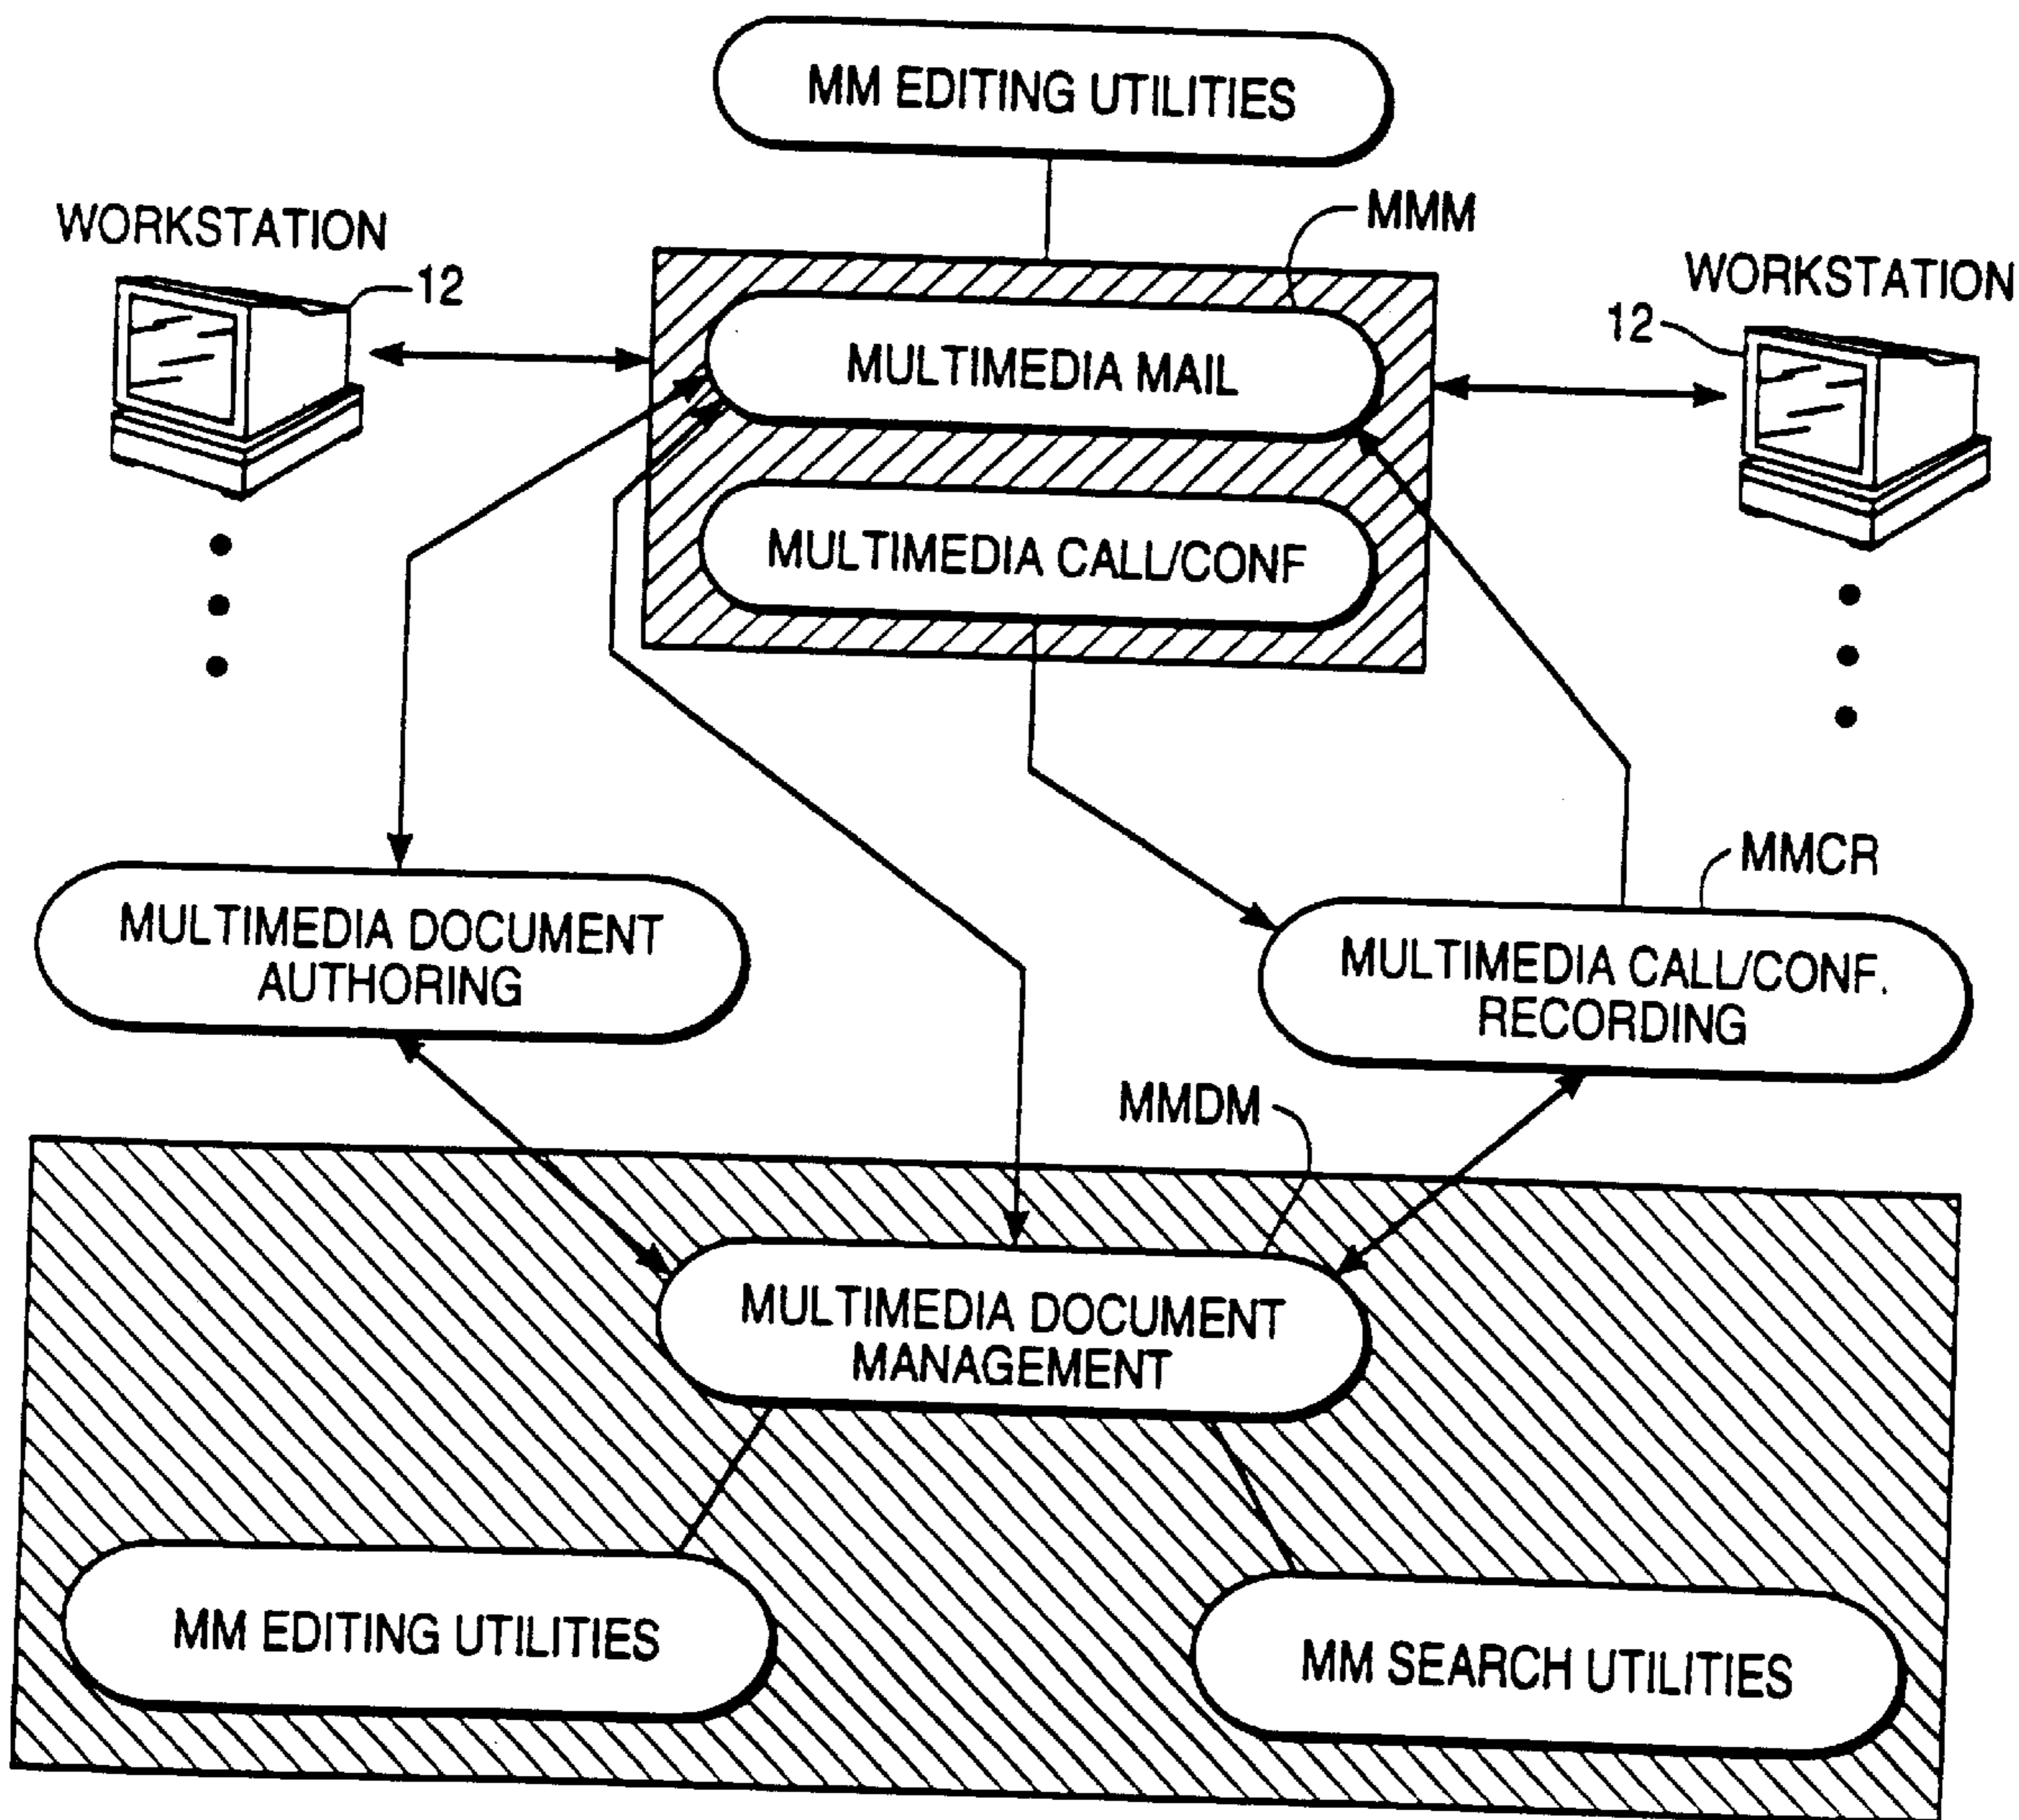 MM EDITING UTILITIES
MMM
WORKSTATION
12
WORKSTATION
12
MULTIMEDIA MAIL
MULTIMEDIA CALL/CONF
MMCR
MULTIMEDIA DOCUMENT
AUTHORING
MULTIMEDIA CALL/CONF.
RECORDING
MMDM
MULTIMEDIA DOCUMENT
MANAGEMENT
MM EDITING UTILITIES
MM SEARCH UTILITIES